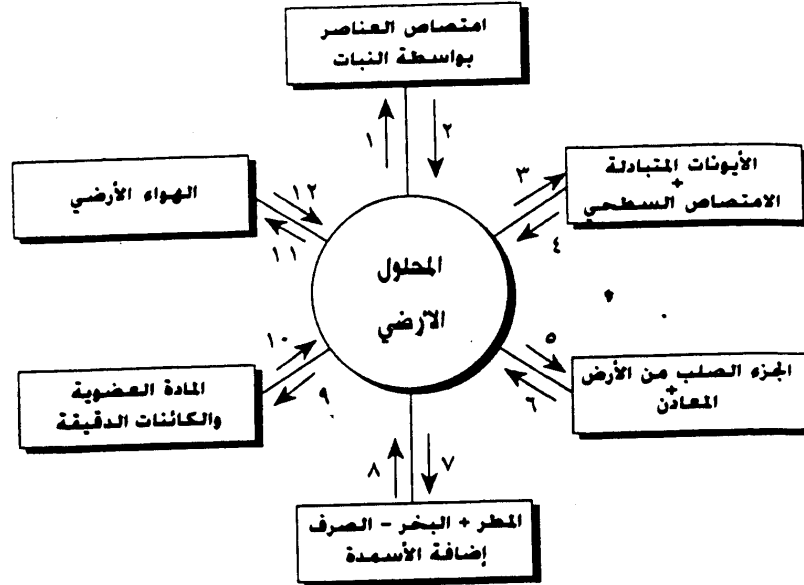 امتصاص العناصر
بواسطة النبات
١
٢
الأيونات المتبادلة
+
الامتصاص السطحي
٣
٤
الهواء الأرضي
١٢
١١
المحلول
الأرضي
الجزء الصلب من الأرض
+
المعادن
٥
٦
المادة العضوية
والكائنات الدقيقة
١٠
٩
٨
٧
المطر + البخر - الصرف
إضافة الأسمدة